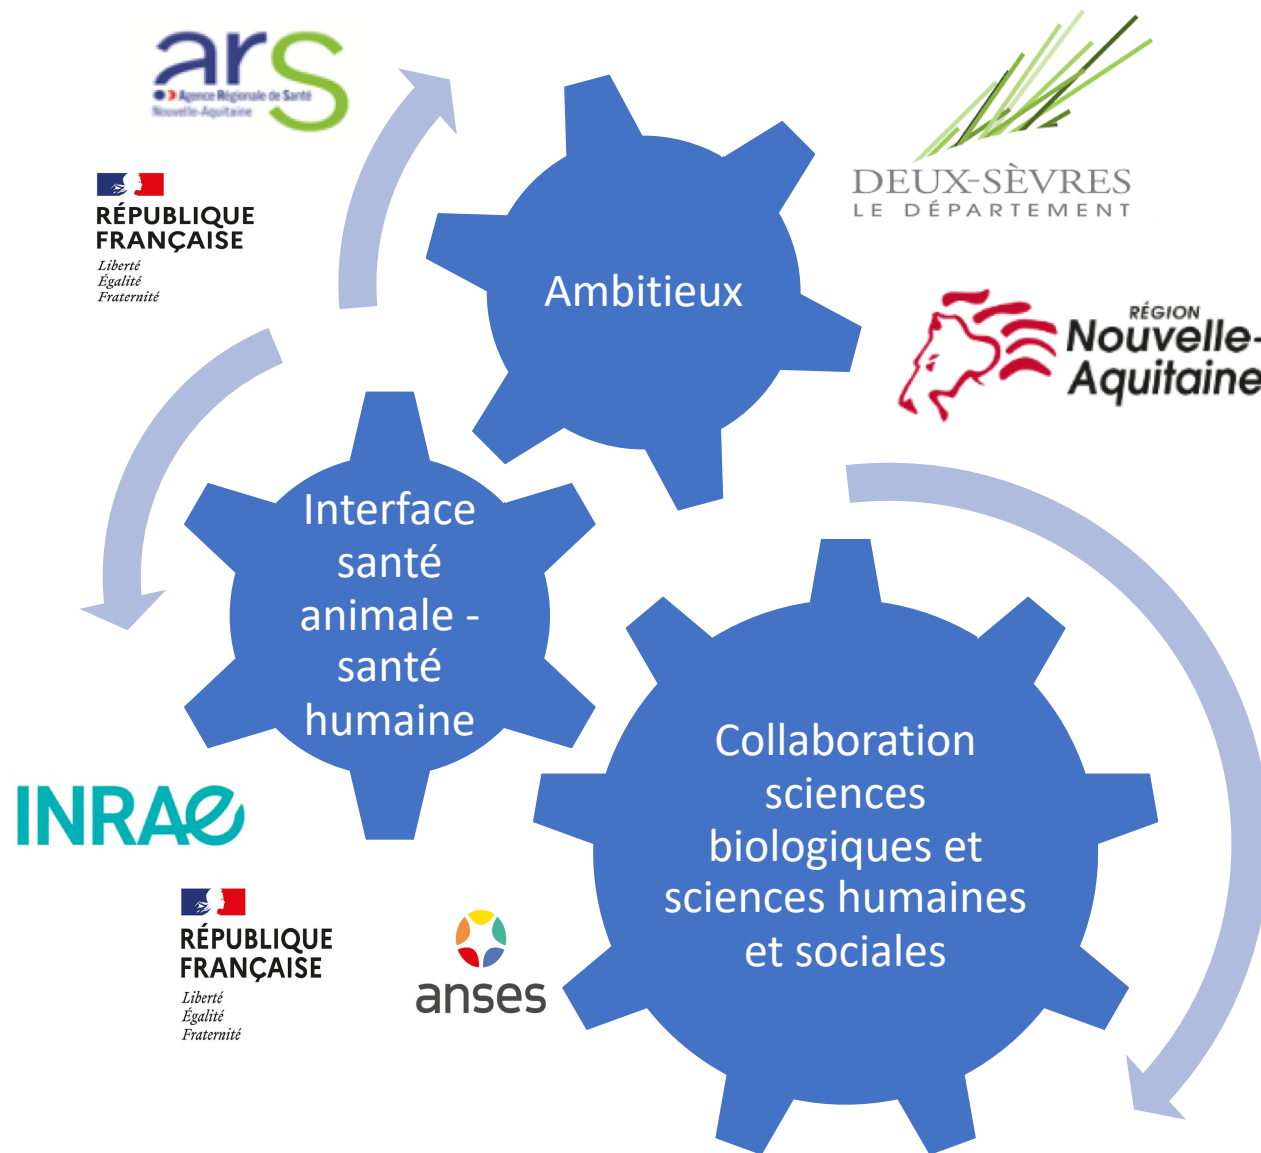 ars
Agence Régionale de Santé
Nouvelle-Aquitaine
RÉPUBLIQUE
FRANÇAISE
Liberté
Égalité
Fraternité
DEUX-SÈVRES
LE DÉPARTEMENT
RÉGION
Nouvelle-
Aquitaine
Ambitieux
Interface
santé
animale -
santé
humaine
Collaboration
sciences
biologiques et
sciences humaines
et sociales
INRAE
RÉPUBLIQUE
FRANÇAISE
Liberté
Égalité
Fraternité
anses